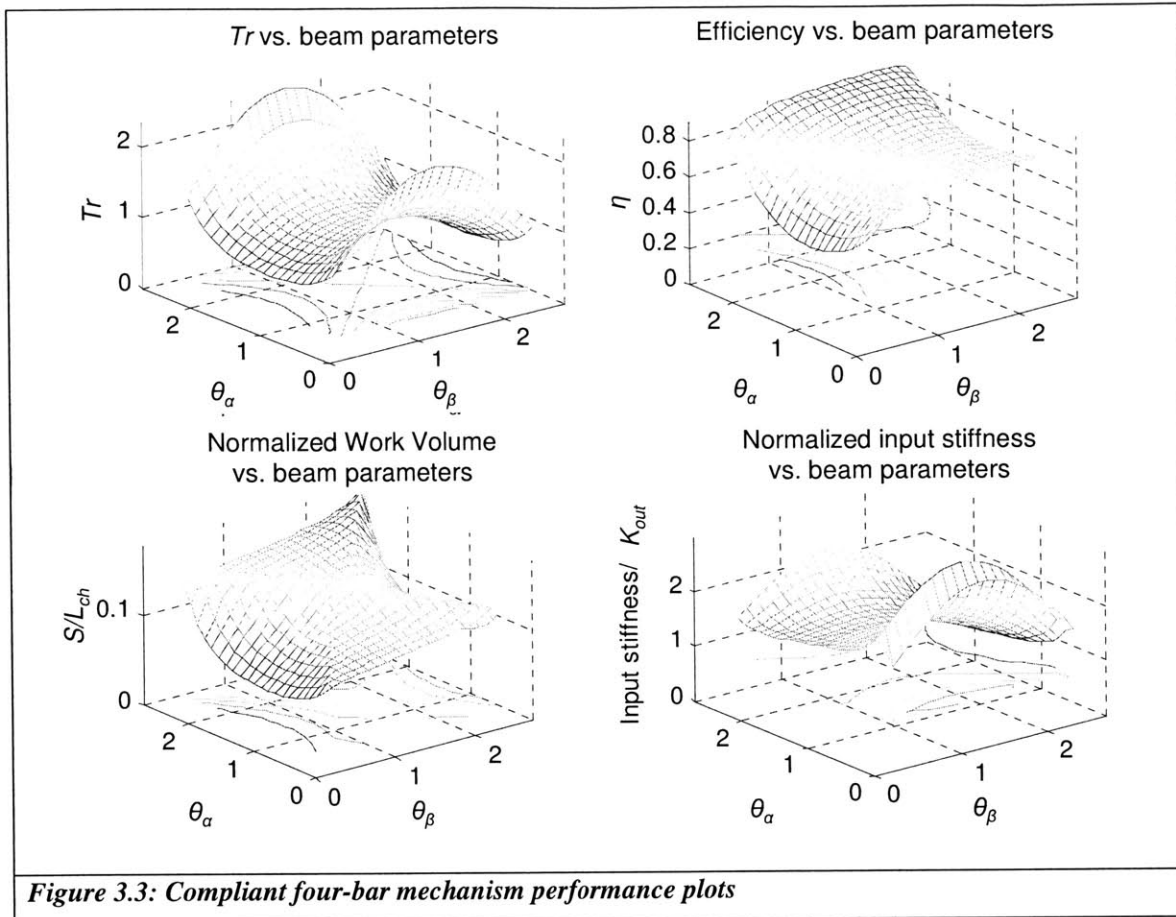 Tr vs. beam parameters
2
1
0
Tr
2
1
0
θα
0
1
2
θβ
Efficiency vs. beam parameters
0.8
0.6
0.4
0.2
0
η
2
1
0
θα
0
1
2
θβ
Normalized Work Volume
vs. beam parameters
0.1
0
S/Lch
2
1
0
θα
0
1
2
θβ
Normalized input stiffness
vs. beam parameters
2
1
0
Input stiffness/ Kout
2
1
0
θα
0
1
2
θβ
Figure 3.3: Compliant four-bar mechanism performance plots